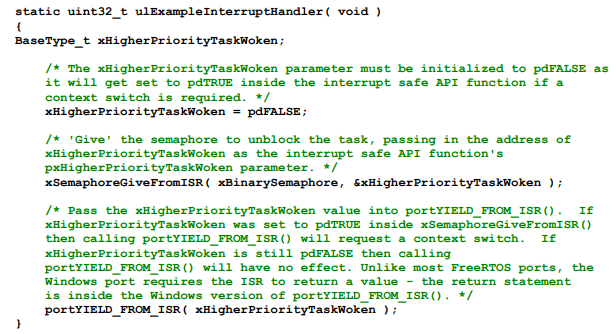 static uint32_t ulExampleInterruptHandler( void )
{
BaseType_t xHigherPriorityTaskWoken;
/* The xHigherPriorityTaskWoken parameter must be initialized to pdFALSE as
it will get set to pdTRUE inside the interrupt safe API function if a
context switch is required. */
xHigherPriorityTaskWoken = pdFALSE;
/* 'Give' the semaphore to unblock the task, passing in the address of
xHigherPriorityTaskWoken as the interrupt safe API function's
pxHigherPriorityTaskWoken parameter. */
xSemaphoreGiveFromISR( xBinarySemaphore, &xHigherPriorityTaskWoken );
/* Pass the xHigherPriorityTaskWoken value into portYIELD_FROM_ISR(). If
xHigherPriorityTaskWoken was set to pdTRUE inside xSemaphoreGiveFromISR()
then calling portYIELD_FROM_ISR() will request a context switch. If
xHigherPriorityTaskWoken is still pdFALSE then calling
portYIELD_FROM_ISR() will have no effect. Unlike most FreeRTOS ports, the
Windows port requires the ISR to return a value - the return statement
is inside the Windows version of portYIELD_FROM_ISR(). */
portYIELD_FROM_ISR( xHigherPriorityTaskWoken );
}